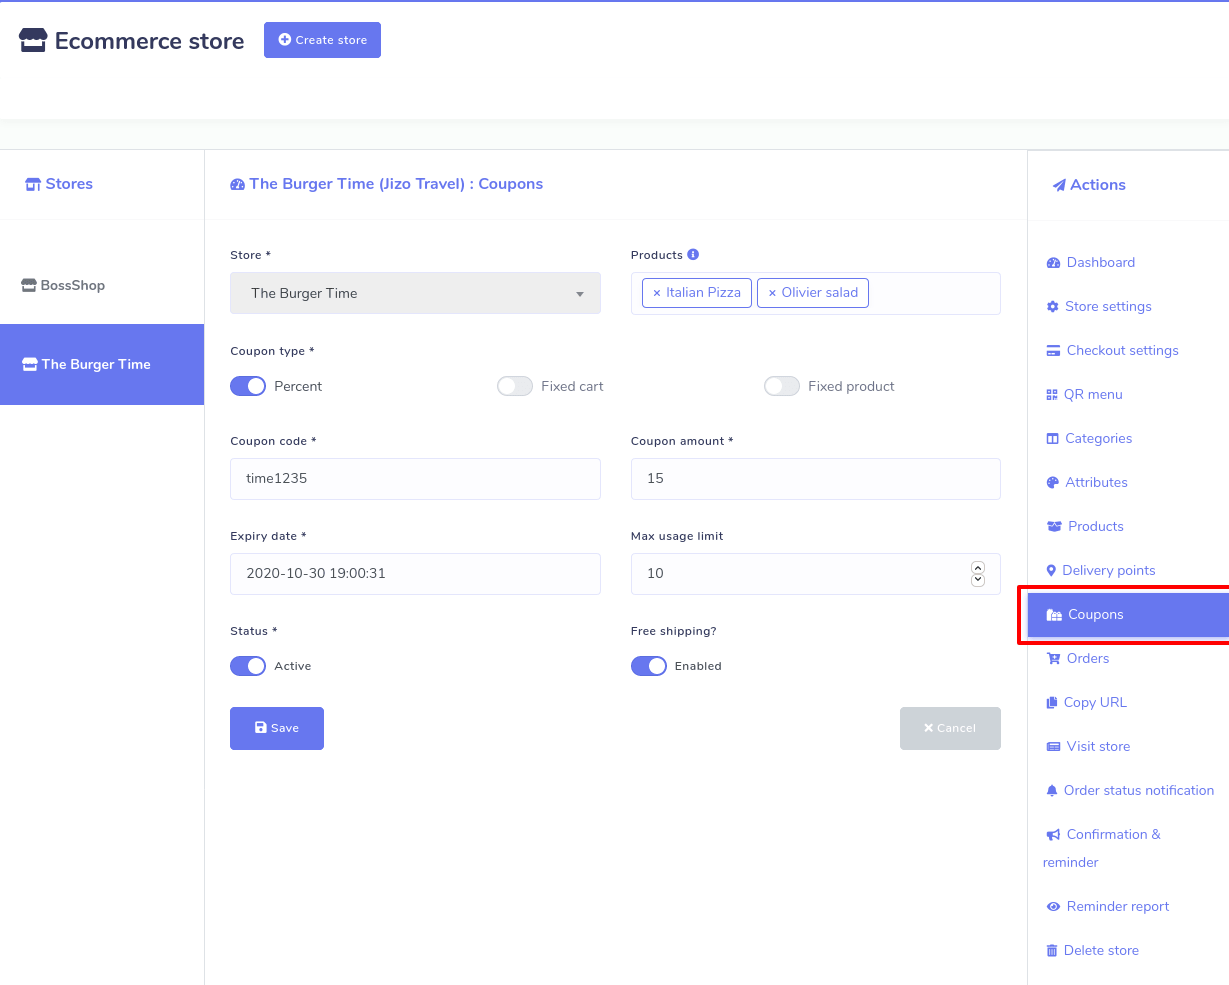 Ecommerce store
Create store
Stores
BossShop
The Burger Time
The Burger Time (Jizo Travel) : Coupons
Store *
The Burger Time
Products
× Italian Pizza
× Olivier salad
Coupon type *
Percent
Fixed cart
Fixed product
Coupon code *
time1235
Coupon amount *
15
Expiry date *
2020-10-30 19:00:31
Max usage limit
10
Status *
Active
Free shipping?
Enabled
Save
Cancel
Actions
Dashboard
Store settings
Checkout settings
QR menu
Categories
Attributes
Products
Delivery points
Coupons
Orders
Copy URL
Visit store
Order status notification
Confirmation &
reminder
Reminder report
Delete store